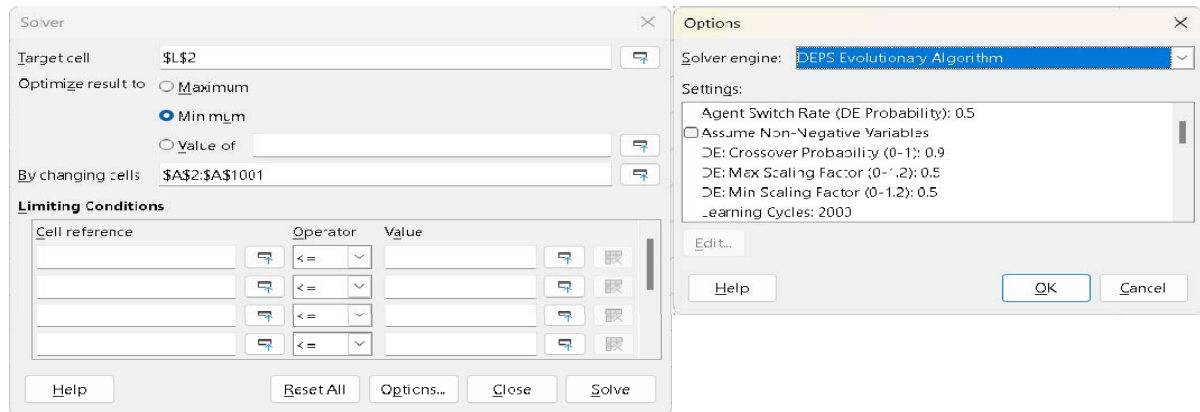 Solver
Target cell $L$2
Optimize result to Maximum
Minimum
Value of
By changing cells $A$2:$A$1001
Limiting Conditions
Cell reference Operator Value
<=
<=
<=
<=
Help Reset All Options... Close Solve
Options
Solver engine: DEPS Evolutionary Algorithm
Settings:
Agent Switch Rate (DE Probability): 0.5
Assume Non-Negative Variables
DE: Crossover Probability (0-1): 0.9
DE: Max Scaling Factor (0-1.2): 0.5
DE: Min Scaling Factor (0-1.2): 0.5
Learning Cycles: 2000
Edit...
Help OK Cancel